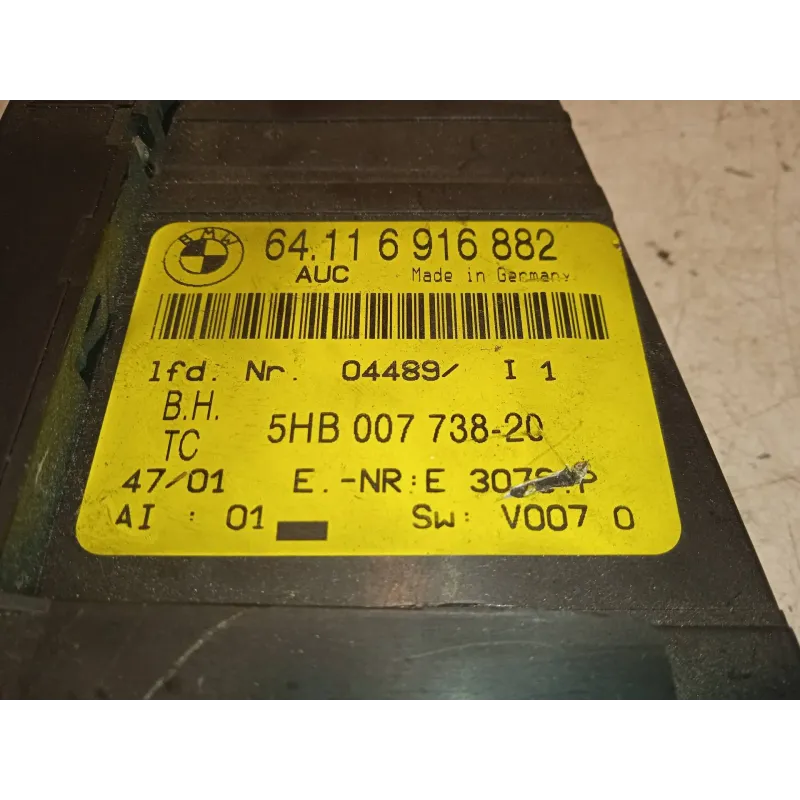 BMW 64.11 6 916 882
AUC Made in Germany
lfd. Nr. 04489/ I 1
B.H.
TC 5HB 007 738-20
47/01 E.-NR:E
AI : 01 Sw: V007 0